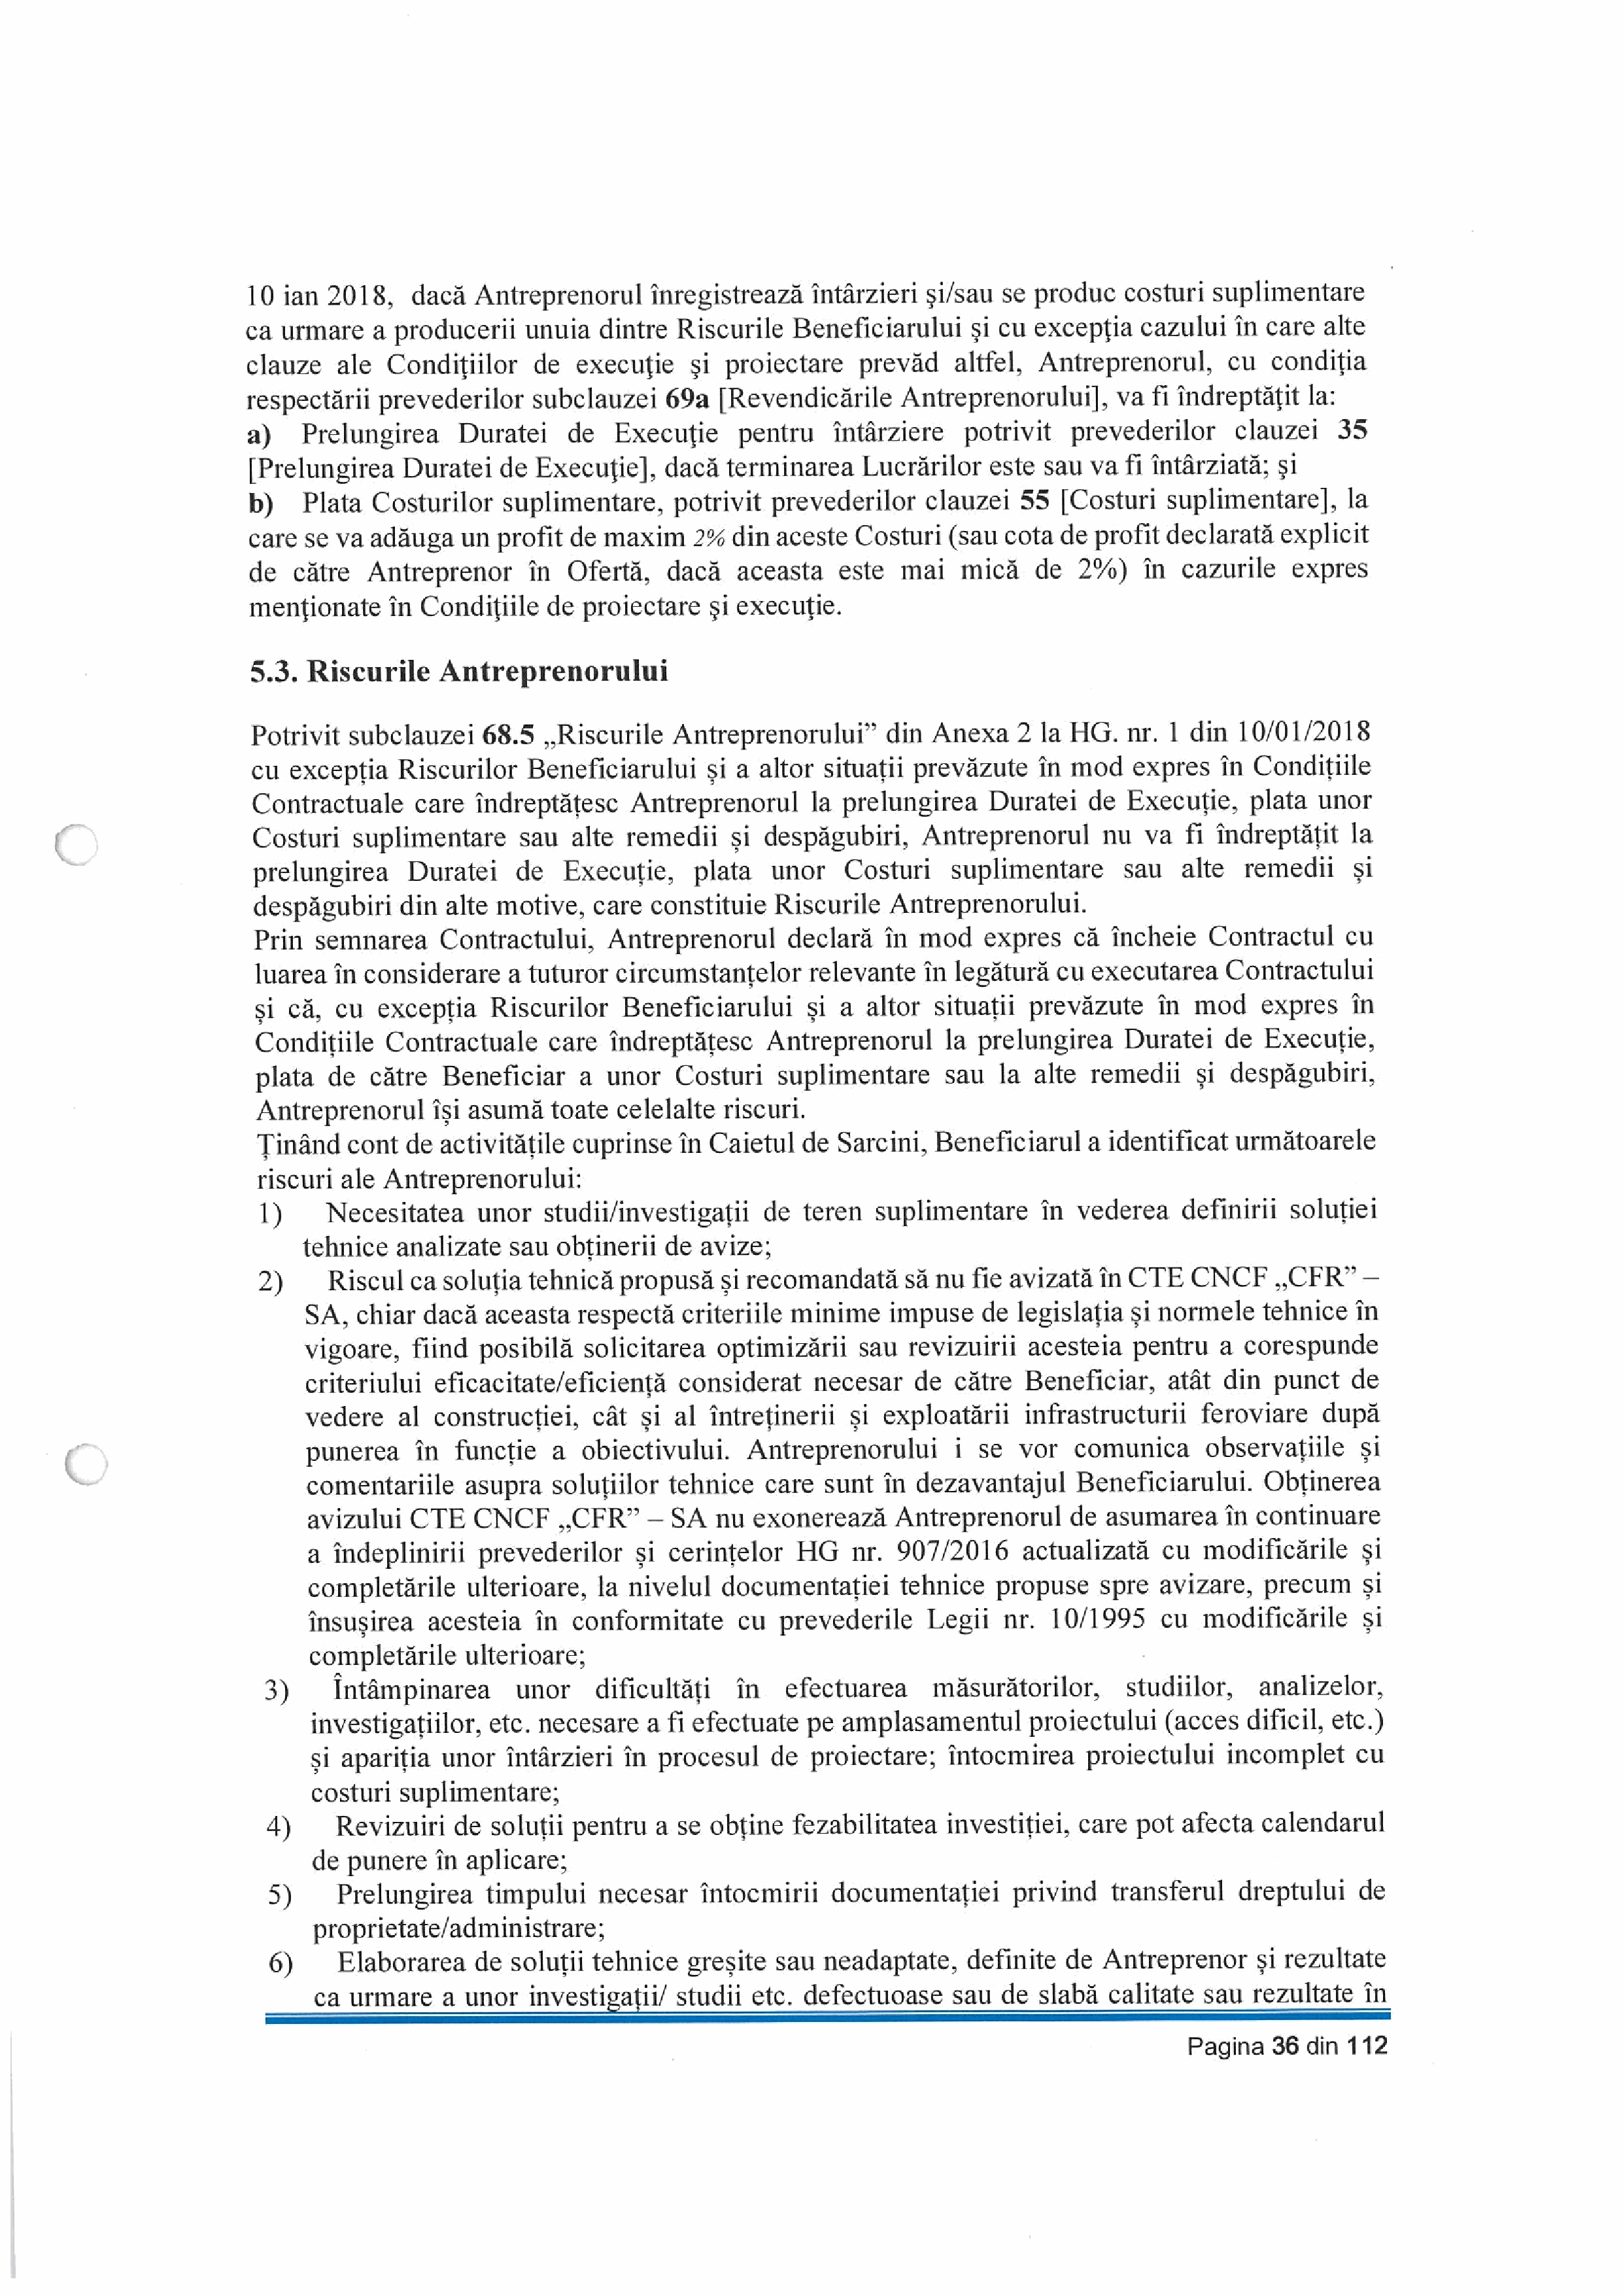 10 ian 2018, dacă Antreprenorul înregistrează întârzieri şi/sau se produc costuri suplimentare
ca urmare a producerii unuia dintre Riscurile Beneficiarului şi cu excepţia cazului în care alte
clauze ale Condiţiilor de execuţie şi proiectare prevăd altfel, Antreprenorul, cu condiţia
respectării prevederilor subclauzei 69a [Revendicările Antreprenorului], va fi îndreptăţit la:
a) Prelungirea Duratei de Execuţie pentru întârziere potrivit prevederilor clauzei 35
[Prelungirea Duratei de Execuţie], dacă terminarea Lucrărilor este sau va fi întârziată; şi
b) Plata Costurilor suplimentare, potrivit prevederilor clauzei 55 [Costuri suplimentare], la
care se va adăuga un profit de maxim 2% din aceste Costuri (sau cota de profit declarată explicit
de către Antreprenor în Ofertă, dacă aceasta este mai mică de 2%) în cazurile expres
menţionate în Condiţiile de proiectare şi execuţie.
5.3. Riscurile Antreprenorului
Potrivit subclauzei 68.5 „Riscurile Antreprenorului” din Anexa 2 la HG. nr. 1 din 10/01/2018
cu excepția Riscurilor Beneficiarului și a altor situații prevăzute în mod expres în Condițiile
Contractuale care îndreptățesc Antreprenorul la prelungirea Duratei de Execuție, plata unor
Costuri suplimentare sau alte remedii și despăgubiri, Antreprenorul nu va fi îndreptățit la
prelungirea Duratei de Execuție, plata unor Costuri suplimentare sau alte remedii și
despăgubiri din alte motive, care constituie Riscurile Antreprenorului.
Prin semnarea Contractului, Antreprenorul declară în mod expres că încheie Contractul cu
luarea în considerare a tuturor circumstanțelor relevante în legătură cu executarea Contractului
și că, cu excepția Riscurilor Beneficiarului și a altor situații prevăzute în mod expres în
Condițiile Contractuale care îndreptățesc Antreprenorul la prelungirea Duratei de Execuție,
plata de către Beneficiar a unor Costuri suplimentare sau la alte remedii și despăgubiri,
Antreprenorul își asumă toate celelalte riscuri.
Ținând cont de activitățile cuprinse în Caietul de Sarcini, Beneficiarul a identificat următoarele
riscuri ale Antreprenorului:
1) Necesitatea unor studii/investigații de teren suplimentare în vederea definirii soluției
tehnice analizate sau obținerii de avize;
2) Riscul ca soluția tehnică propusă și recomandată să nu fie avizată în CTE CNCF „CFR” –
SA, chiar dacă aceasta respectă criteriile minime impuse de legislația și normele tehnice în
vigoare, fiind posibilă solicitarea optimizării sau revizuirii acesteia pentru a corespunde
criteriului eficacitate/eficiență considerat necesar de către Beneficiar, atât din punct de
vedere al construcției, cât și al întreținerii și exploatării infrastructurii feroviare după
punerea în funcție a obiectivului. Antreprenorului i se vor comunica observațiile și
comentariile asupra soluțiilor tehnice care sunt în dezavantajul Beneficiarului. Obținerea
avizului CTE CNCF „CFR” – SA nu exonerează Antreprenorul de asumarea în continuare
a îndeplinirii prevederilor și cerințelor HG nr. 907/2016 actualizată cu modificările și
completările ulterioare, la nivelul documentației tehnice propuse spre avizare, precum și
însușirea acesteia în conformitate cu prevederile Legii nr. 10/1995 cu modificările și
completările ulterioare;
3) Întâmpinarea unor dificultăți în efectuarea măsurătorilor, studiilor, analizelor,
investigațiilor, etc. necesare a fi efectuate pe amplasamentul proiectului (acces dificil, etc.)
și apariția unor întârzieri în procesul de proiectare; întocmirea proiectului incomplet cu
costuri suplimentare;
4) Revizuiri de soluții pentru a se obține fezabilitatea investiției, care pot afecta calendarul
de punere în aplicare;
5) Prelungirea timpului necesar întocmirii documentației privind transferul dreptului de
proprietate/administrare;
6) Elaborarea de soluții tehnice greșite sau neadaptate, definite de Antreprenor și rezultate
ca urmare a unor investigații/ studii etc. defectuoase sau de slabă calitate sau rezultate în
Pagina 36 din 112